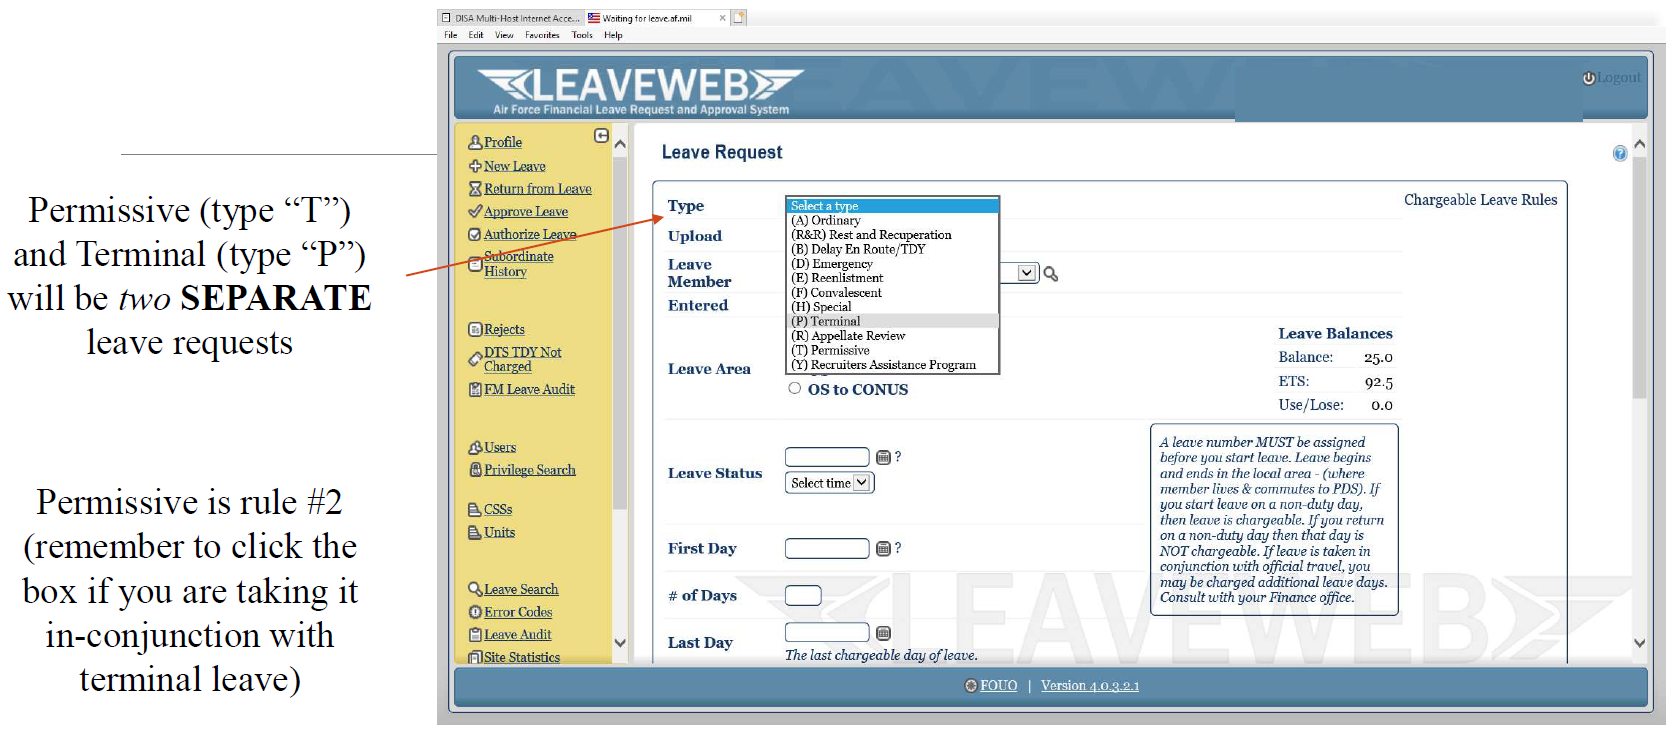 Permissive (type “T”)
and Terminal (type “P”)
will be two SEPARATE
leave requests
Permissive is rule #2
(remember to click the
box if you are taking it
in-conjunction with
terminal leave)
DISA Multi-Host Internet Acce...
Waiting for leave.af.mil
File Edit View Favorites Tools Help
LEAVEWEB
Air Force Financial Leave Request and Approval System
Logout
Profile
New Leave
Return from Leave
Approve Leave
Authorize Leave
Subordinate
History
Rejects
DTS TDY Not
Charged
FM Leave Audit
Users
Privilege Search
CSSs
Units
Leave Search
Error Codes
Leave Audit
Site Statistics
Leave Request
Chargeable Leave Rules
Type
Select a type
(A) Ordinary
(R&R) Rest and Recuperation
(B) Delay En Route/TDY
(D) Emergency
(E) Reenlistment
(F) Convalescent
(H) Special
(P) Terminal
(R) Appellate Review
(T) Permissive
(Y) Recruiters Assistance Program
Upload
Leave
Member
Entered
Leave Area
OS to CONUS
Leave Balances
Balance: 25.0
ETS: 92.5
Use/Lose: 0.0
Leave Status
?
Select time
First Day
?
# of Days
Last Day
The last chargeable day of leave.
A leave number MUST be assigned
before you start leave. Leave begins
and ends in the local area - (where
member lives & commutes to PDS). If
you start leave on a non-duty day,
then leave is chargeable. If you return
on a non-duty day then that day is
NOT chargeable. If leave is taken in
conjunction with official travel, you
may be charged additional leave days.
Consult with your Finance office.
LEAVEWEB
FOUO | Version 4.0.3.2.1